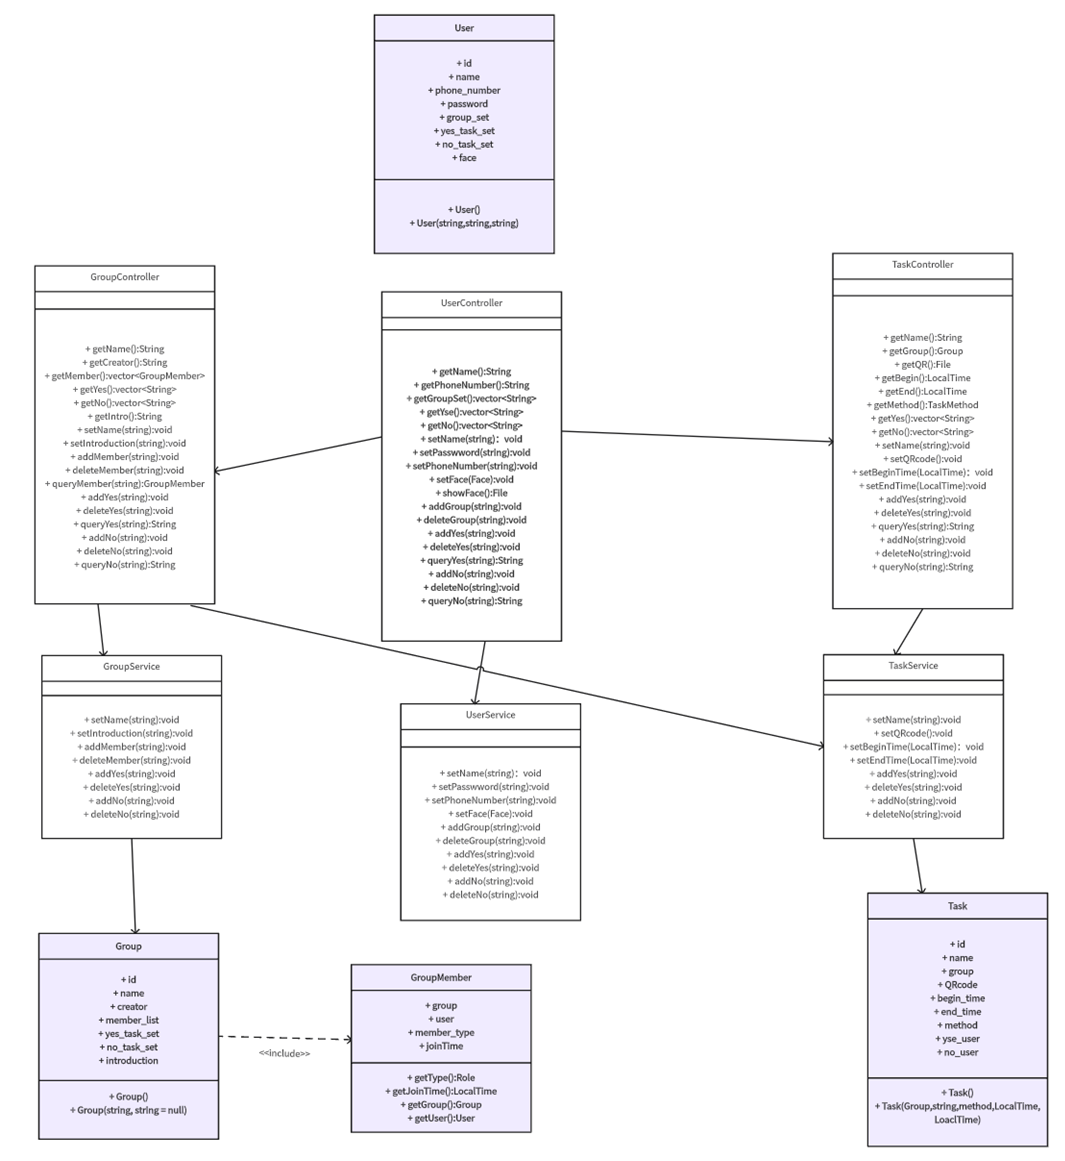 User
+ id
+ name
+ phone_number
+ password
+ group_set
+ yes_task_set
+ no_task_set
+ face
+ User()
+ User(string,string,string)
GroupController
+ getName():String
+ getCreator():String
+ getMember():vector<GroupMember>
+ getYes():vector<String>
+ getNo():vector<String>
+ getIntro():String
+ setName(string):void
+ setIntroduction(string):void
+ addMember(string):void
+ deleteMember(string):void
+ queryMember(string):GroupMember
+ addYes(string):void
+ deleteYes(string):void
+ queryYes(string):String
+ addNo(string):void
+ deleteNo(string):void
+ queryNo(string):String
UserController
+ getName():String
+ getPhoneNumber():String
+ getGroupSet():vector<String>
+ getYse():vector<String>
+ getNo():vector<String>
+ setName(string)：void
+ setPasswword(string):void
+ setPhoneNumber(string):void
+ setFace(Face):void
+ showFace():File
+ addGroup(string):void
+ deleteGroup(string):void
+ addYes(string):void
+ deleteYes(string):void
+ queryYes(string):String
+ addNo(string):void
+ deleteNo(string):void
+ queryNo(string):String
TaskController
+ getName():String
+ getGroup():Group
+ getQR():File
+ getBegin():LocalTime
+ getEnd():LocalTime
+ getMethod():TaskMethod
+ getYes():vector<String>
+ getNo():vector<String>
+ setName(string):void
+ setQRcode():void
+ setBeginTime(LocalTime)：void
+ setEndTime(LocalTime):void
+ addYes(string):void
+ deleteYes(string):void
+ queryYes(string):String
+ addNo(string):void
+ deleteNo(string):void
+ queryNo(string):String
GroupService
+ setName(string):void
+ setIntroduction(string):void
+ addMember(string):void
+ deleteMember(string):void
+ addYes(string):void
+ deleteYes(string):void
+ addNo(string):void
+ deleteNo(string):void
UserService
+ setName(string)：void
+ setPasswword(string):void
+ setPhoneNumber(string):void
+ setFace(Face):void
+ addGroup(string):void
+ deleteGroup(string):void
+ addYes(string):void
+ deleteYes(string):void
+ addNo(string):void
+ deleteNo(string):void
TaskService
+ setName(string):void
+ setQRcode():void
+ setBeginTime(LocalTime)：void
+ setEndTime(LocalTime):void
+ addYes(string):void
+ deleteYes(string):void
+ addNo(string):void
+ deleteNo(string):void
Group
+ id
+ name
+ creator
+ member_list
+ yes_task_set
+ no_task_set
+ introduction
+ Group()
+ Group(string, string = null)
<<include>>
GroupMember
+ group
+ user
+ member_type
+ joinTime
+ getType():Role
+ getJoinTime():LocalTime
+ getGroup():Group
+ getUser():User
Task
+ id
+ name
+ group
+ QRcode
+ begin_time
+ end_time
+ method
+ yse_user
+ no_user
+ Task()
+ Task(Group,string,method,LocalTime,
LoaclTime)